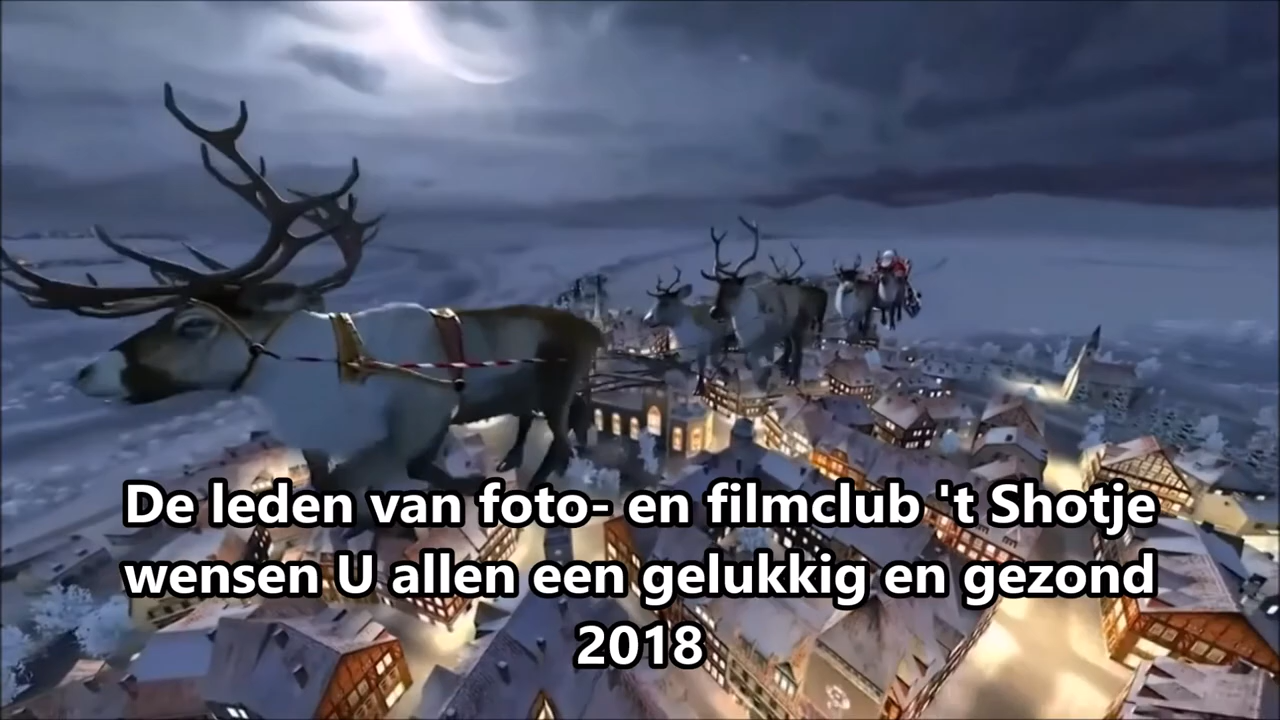 De leden van foto- en filmclub 't Shotje
wensen U allen een gelukkig en gezond
2018